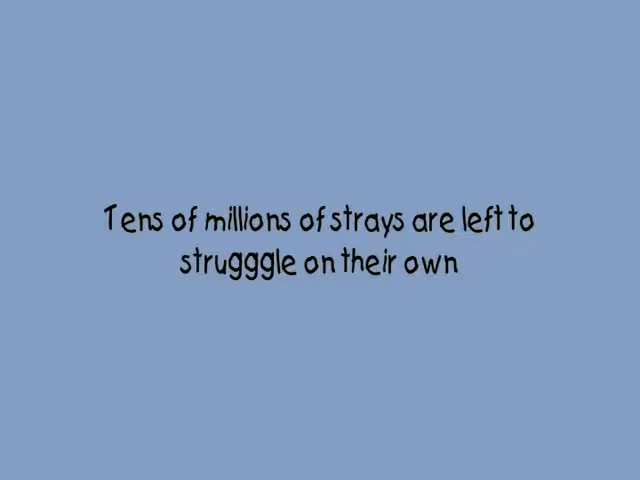 Tens of millions of strays are left to
strugggle on their own